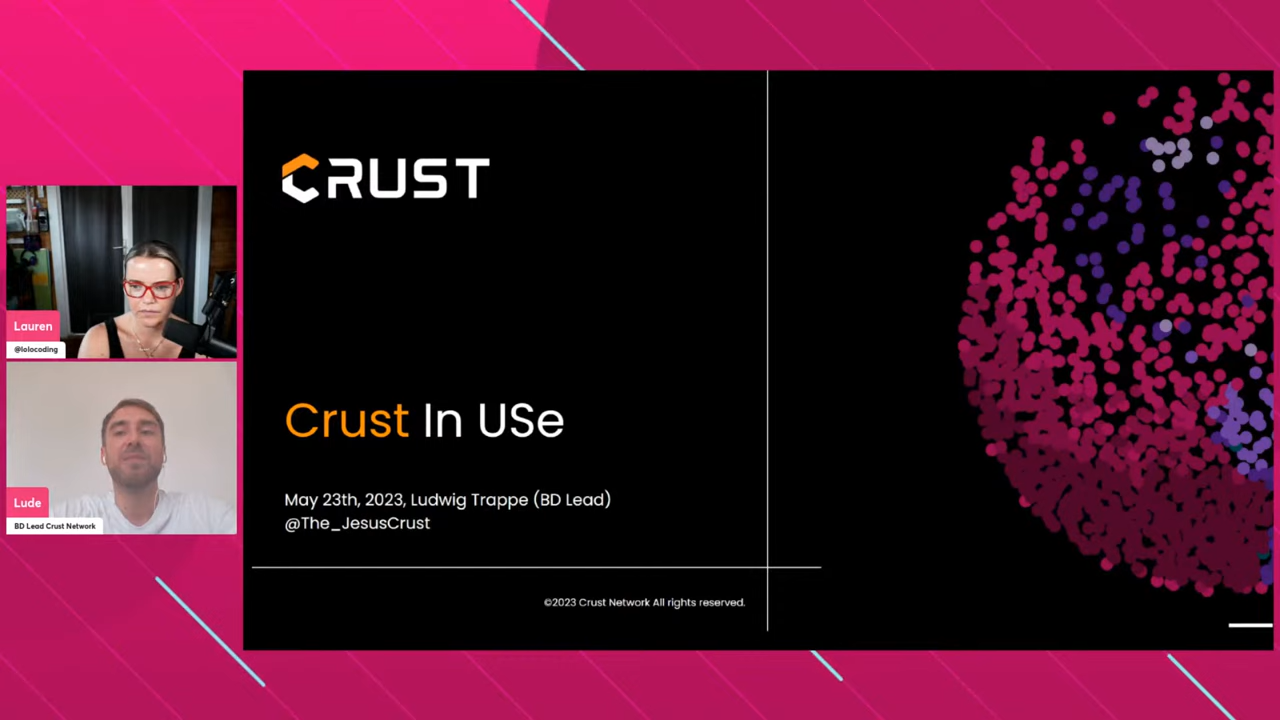 Lauren
@lolocoding
Lude
BD Lead Crust Network
CRUST
Crust In USe
May 23th, 2023, Ludwig Trappe (BD Lead)
@The_JesusCrust
©2023 Crust Network All rights reserved.